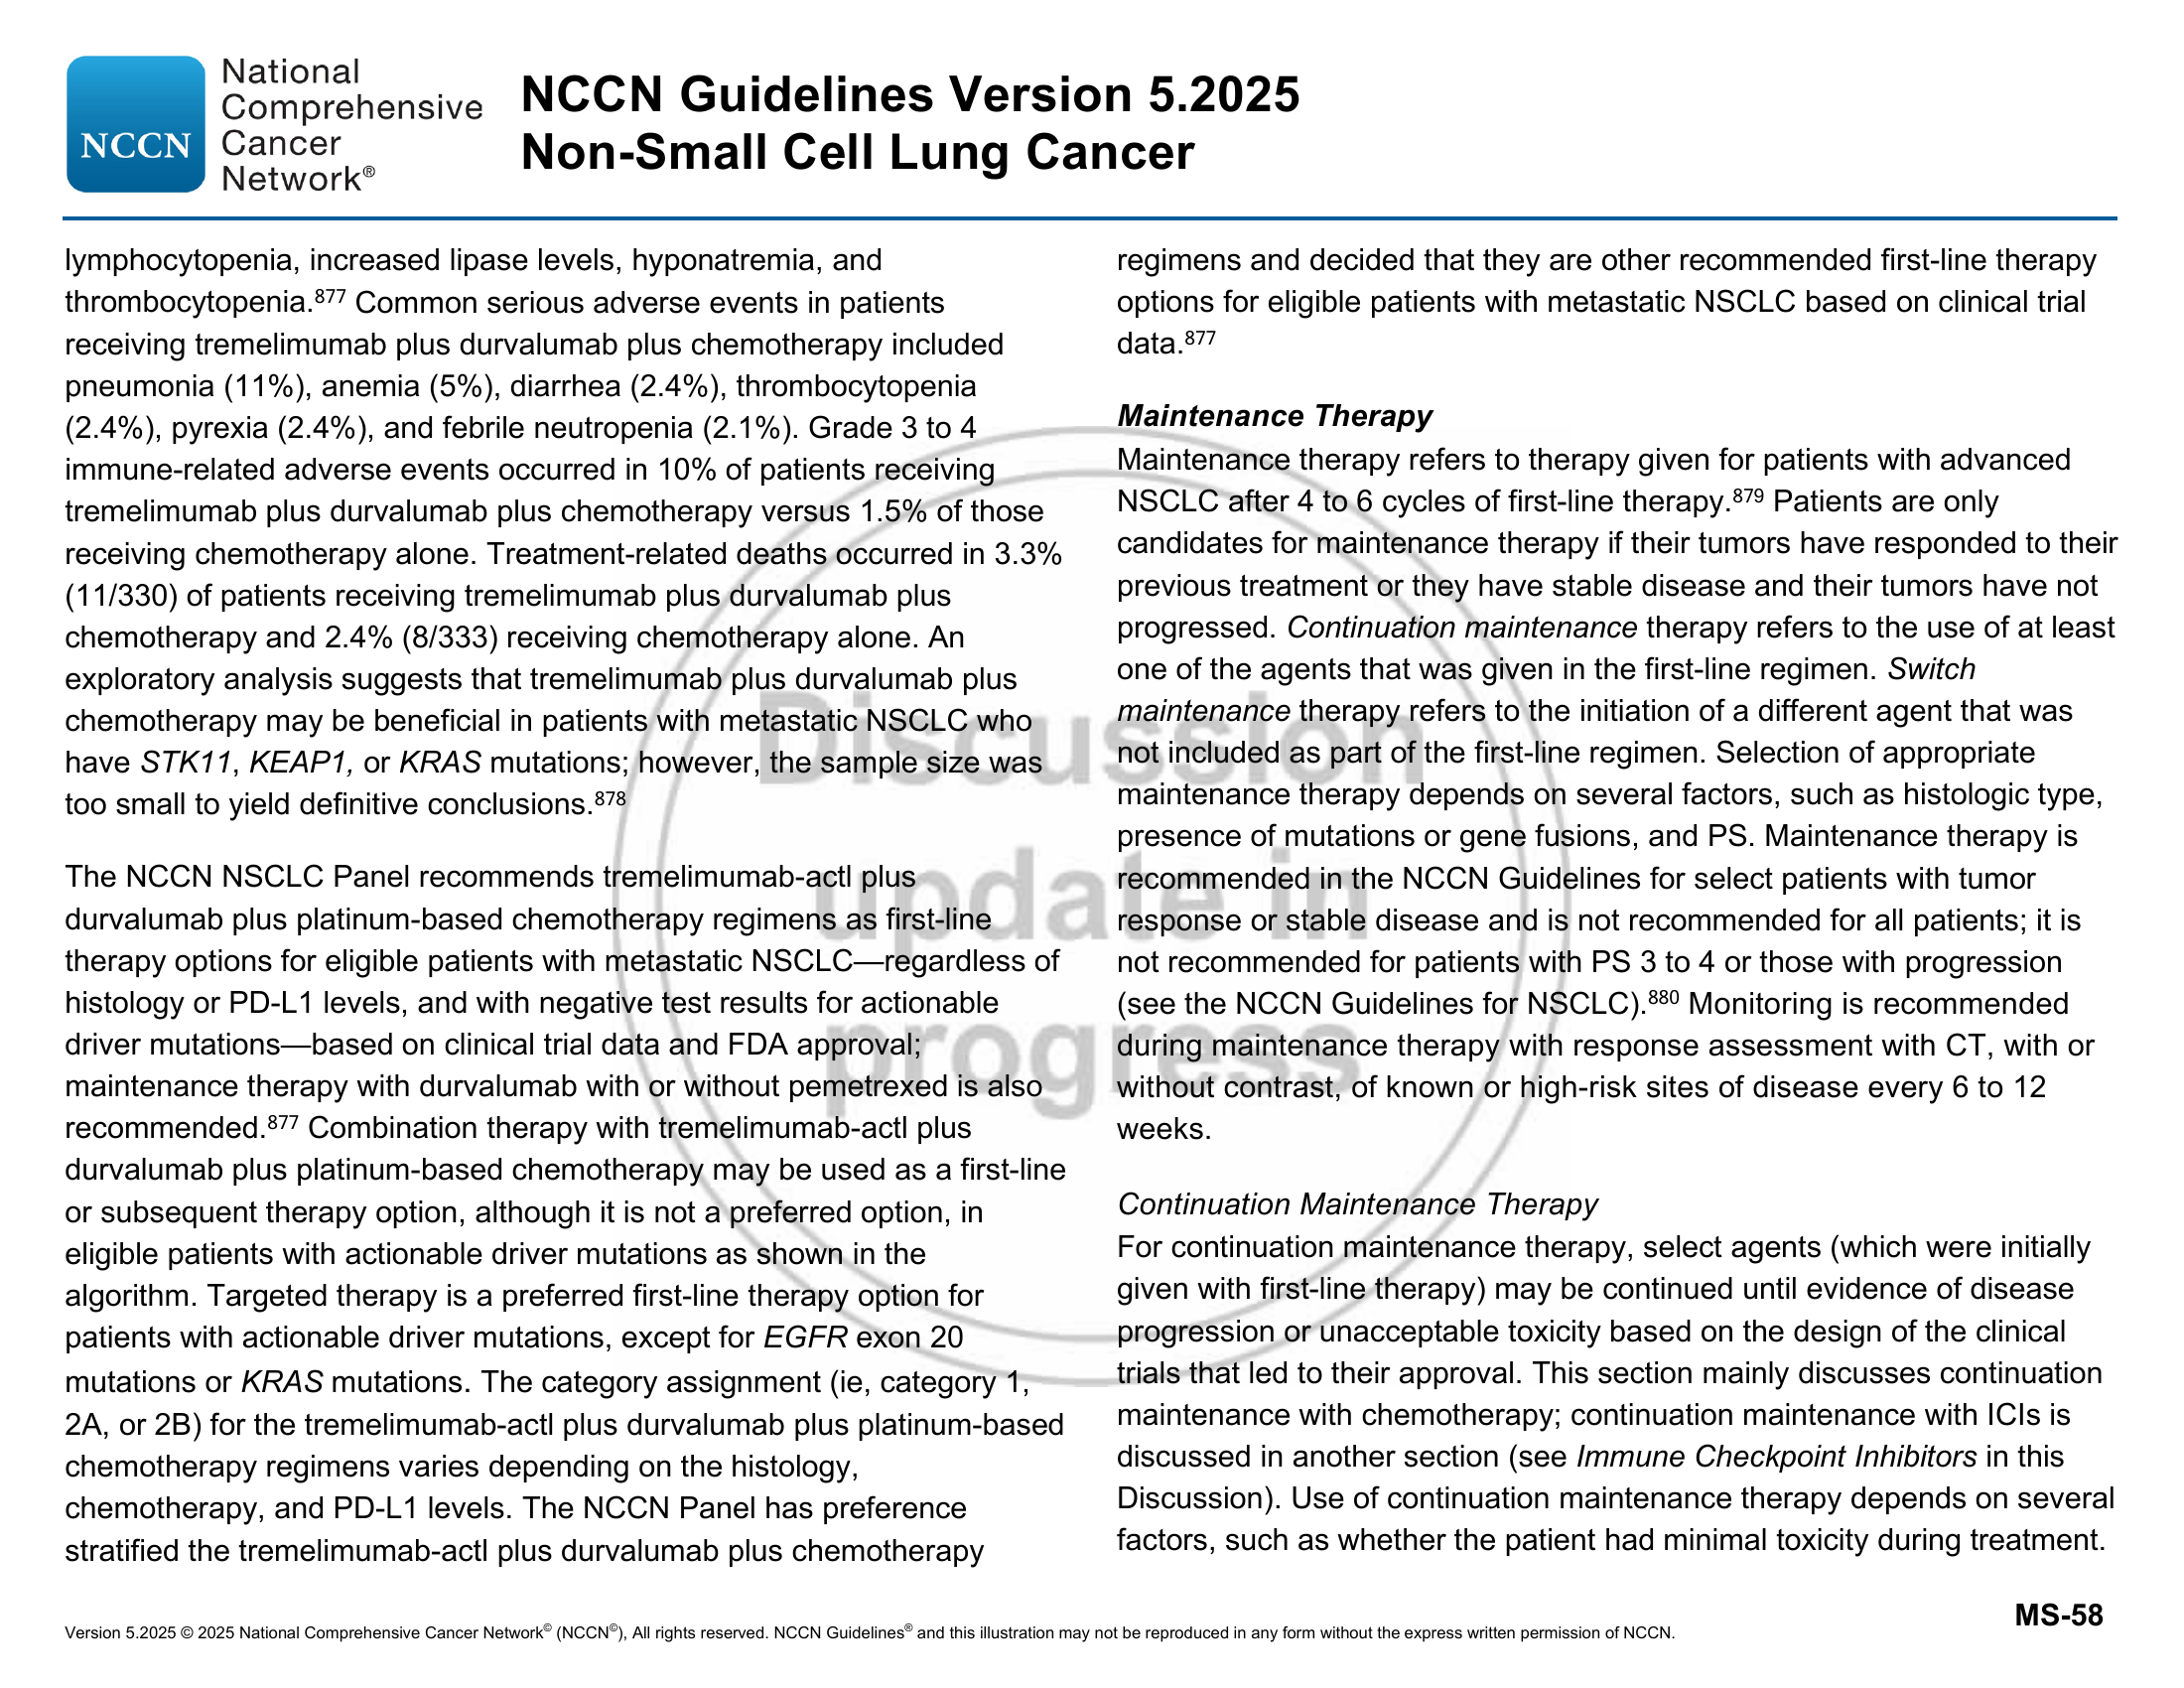 NCCN
National
Comprehensive
Cancer
Network®
NCCN Guidelines Version 5.2025
Non-Small Cell Lung Cancer
lymphocytopenia, increased lipase levels, hyponatremia, and
thrombocytopenia.877 Common serious adverse events in patients
receiving tremelimumab plus durvalumab plus chemotherapy included
pneumonia (11%), anemia (5%), diarrhea (2.4%), thrombocytopenia
(2.4%), pyrexia (2.4%), and febrile neutropenia (2.1%). Grade 3 to 4
immune-related adverse events occurred in 10% of patients receiving
tremelimumab plus durvalumab plus chemotherapy versus 1.5% of those
receiving chemotherapy alone. Treatment-related deaths occurred in 3.3%
(11/330) of patients receiving tremelimumab plus durvalumab plus
chemotherapy and 2.4% (8/333) receiving chemotherapy alone. An
exploratory analysis suggests that tremelimumab plus durvalumab plus
chemotherapy may be beneficial in patients with metastatic NSCLC who
have STK11, KEAP1, or KRAS mutations; however, the sample size was
too small to yield definitive conclusions.878
The NCCN NSCLC Panel recommends tremelimumab-actl plus
durvalumab plus platinum-based chemotherapy regimens as first-line
therapy options for eligible patients with metastatic NSCLC—regardless of
histology or PD-L1 levels, and with negative test results for actionable
driver mutations—based on clinical trial data and FDA approval;
maintenance therapy with durvalumab with or without pemetrexed is also
recommended.877 Combination therapy with tremelimumab-actl plus
durvalumab plus platinum-based chemotherapy may be used as a first-line
or subsequent therapy option, although it is not a preferred option, in
eligible patients with actionable driver mutations as shown in the
algorithm. Targeted therapy is a preferred first-line therapy option for
patients with actionable driver mutations, except for EGFR exon 20
mutations or KRAS mutations. The category assignment (ie, category 1,
2A, or 2B) for the tremelimumab-actl plus durvalumab plus platinum-based
chemotherapy regimens varies depending on the histology,
chemotherapy, and PD-L1 levels. The NCCN Panel has preference
stratified the tremelimumab-actl plus durvalumab plus chemotherapy
regimens and decided that they are other recommended first-line therapy
options for eligible patients with metastatic NSCLC based on clinical trial
data.877
Maintenance Therapy
Maintenance therapy refers to therapy given for patients with advanced
NSCLC after 4 to 6 cycles of first-line therapy.879 Patients are only
candidates for maintenance therapy if their tumors have responded to their
previous treatment or they have stable disease and their tumors have not
progressed. Continuation maintenance therapy refers to the use of at least
one of the agents that was given in the first-line regimen. Switch
maintenance therapy refers to the initiation of a different agent that was
not included as part of the first-line regimen. Selection of appropriate
maintenance therapy depends on several factors, such as histologic type,
presence of mutations or gene fusions, and PS. Maintenance therapy is
recommended in the NCCN Guidelines for select patients with tumor
response or stable disease and is not recommended for all patients; it is
not recommended for patients with PS 3 to 4 or those with progression
(see the NCCN Guidelines for NSCLC).880 Monitoring is recommended
during maintenance therapy with response assessment with CT, with or
without contrast, of known or high-risk sites of disease every 6 to 12
weeks.
Continuation Maintenance Therapy
For continuation maintenance therapy, select agents (which were initially
given with first-line therapy) may be continued until evidence of disease
progression or unacceptable toxicity based on the design of the clinical
trials that led to their approval. This section mainly discusses continuation
maintenance with chemotherapy; continuation maintenance with ICIs is
discussed in another section (see Immune Checkpoint Inhibitors in this
Discussion). Use of continuation maintenance therapy depends on several
factors, such as whether the patient had minimal toxicity during treatment.
Discussion
update in
progress
MS-58
Version 5.2025 © 2025 National Comprehensive Cancer Network© (NCCN©), All rights reserved. NCCN Guidelines® and this illustration may not be reproduced in any form without the express written permission of NCCN.